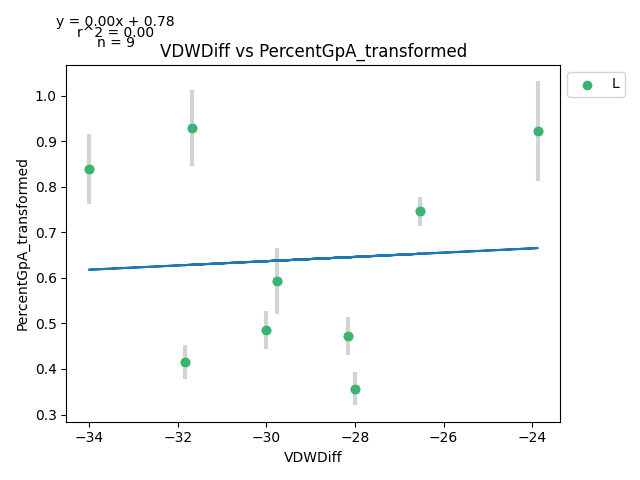 y = 0.00x + 0.78
r^2 = 0.00
n = 9
VDWDiff vs PercentGpA_transformed
L
PercentGpA_transformed
1.0
0.9
0.8
0.7
0.6
0.5
0.4
0.3
−34
−32
−30
−28
−26
−24
VDWDiff